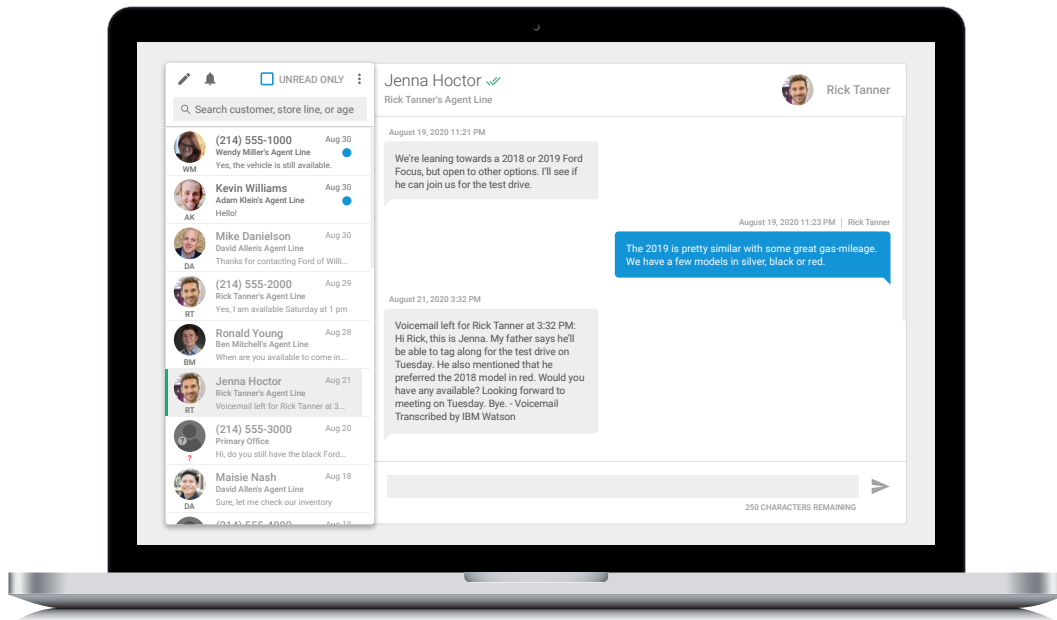 UNREAD ONLY
Search customer, store line, or age
(214) 555-1000 Aug 30
Wendy Miller's Agent Line
Yes, the vehicle is still available.
WM
Kevin Williams Aug 30
Adam Klein's Agent Line
Hello!
AK
Mike Danielson Aug 30
David Allen's Agent Line
Thanks for contacting Ford of Willi...
DA
(214) 555-2000 Aug 29
Rick Tanner's Agent Line
Yes, I am available Saturday at 1 pm
RT
Ronald Young Aug 28
Ben Mitchell's Agent Line
When are you available to come in...
BM
Jenna Hoctor Aug 21
Rick Tanner's Agent Line
Voicemail left for Rick Tanner at 3...
RT
(214) 555-3000 Aug 20
Primary Office
Hi, do you still have the black Ford...
?
Maisie Nash Aug 18
David Allen's Agent Line
Sure, let me check our inventory
DA
(214) 555-4000 Aug 18
Jenna Hoctor
Rick Tanner's Agent Line
Rick Tanner
August 19, 2020 11:21 PM
We're leaning towards a 2018 or 2019 Ford
Focus, but open to other options. I'll see if
he can join us for the test drive.
August 19, 2020 11:23 PM | Rick Tanner
The 2019 is pretty similar with some great gas-mileage.
We have a few models in silver, black or red.
August 21, 2020 3:32 PM
Voicemail left for Rick Tanner at 3:32 PM:
Hi Rick, this is Jenna. My father says he'll
be able to tag along for the test drive on
Tuesday. He also mentioned that he
preferred the 2018 model in red. Would you
have any available? Looking forward to
meeting on Tuesday. Bye. - Voicemail
Transcribed by IBM Watson
250 CHARACTERS REMAINING